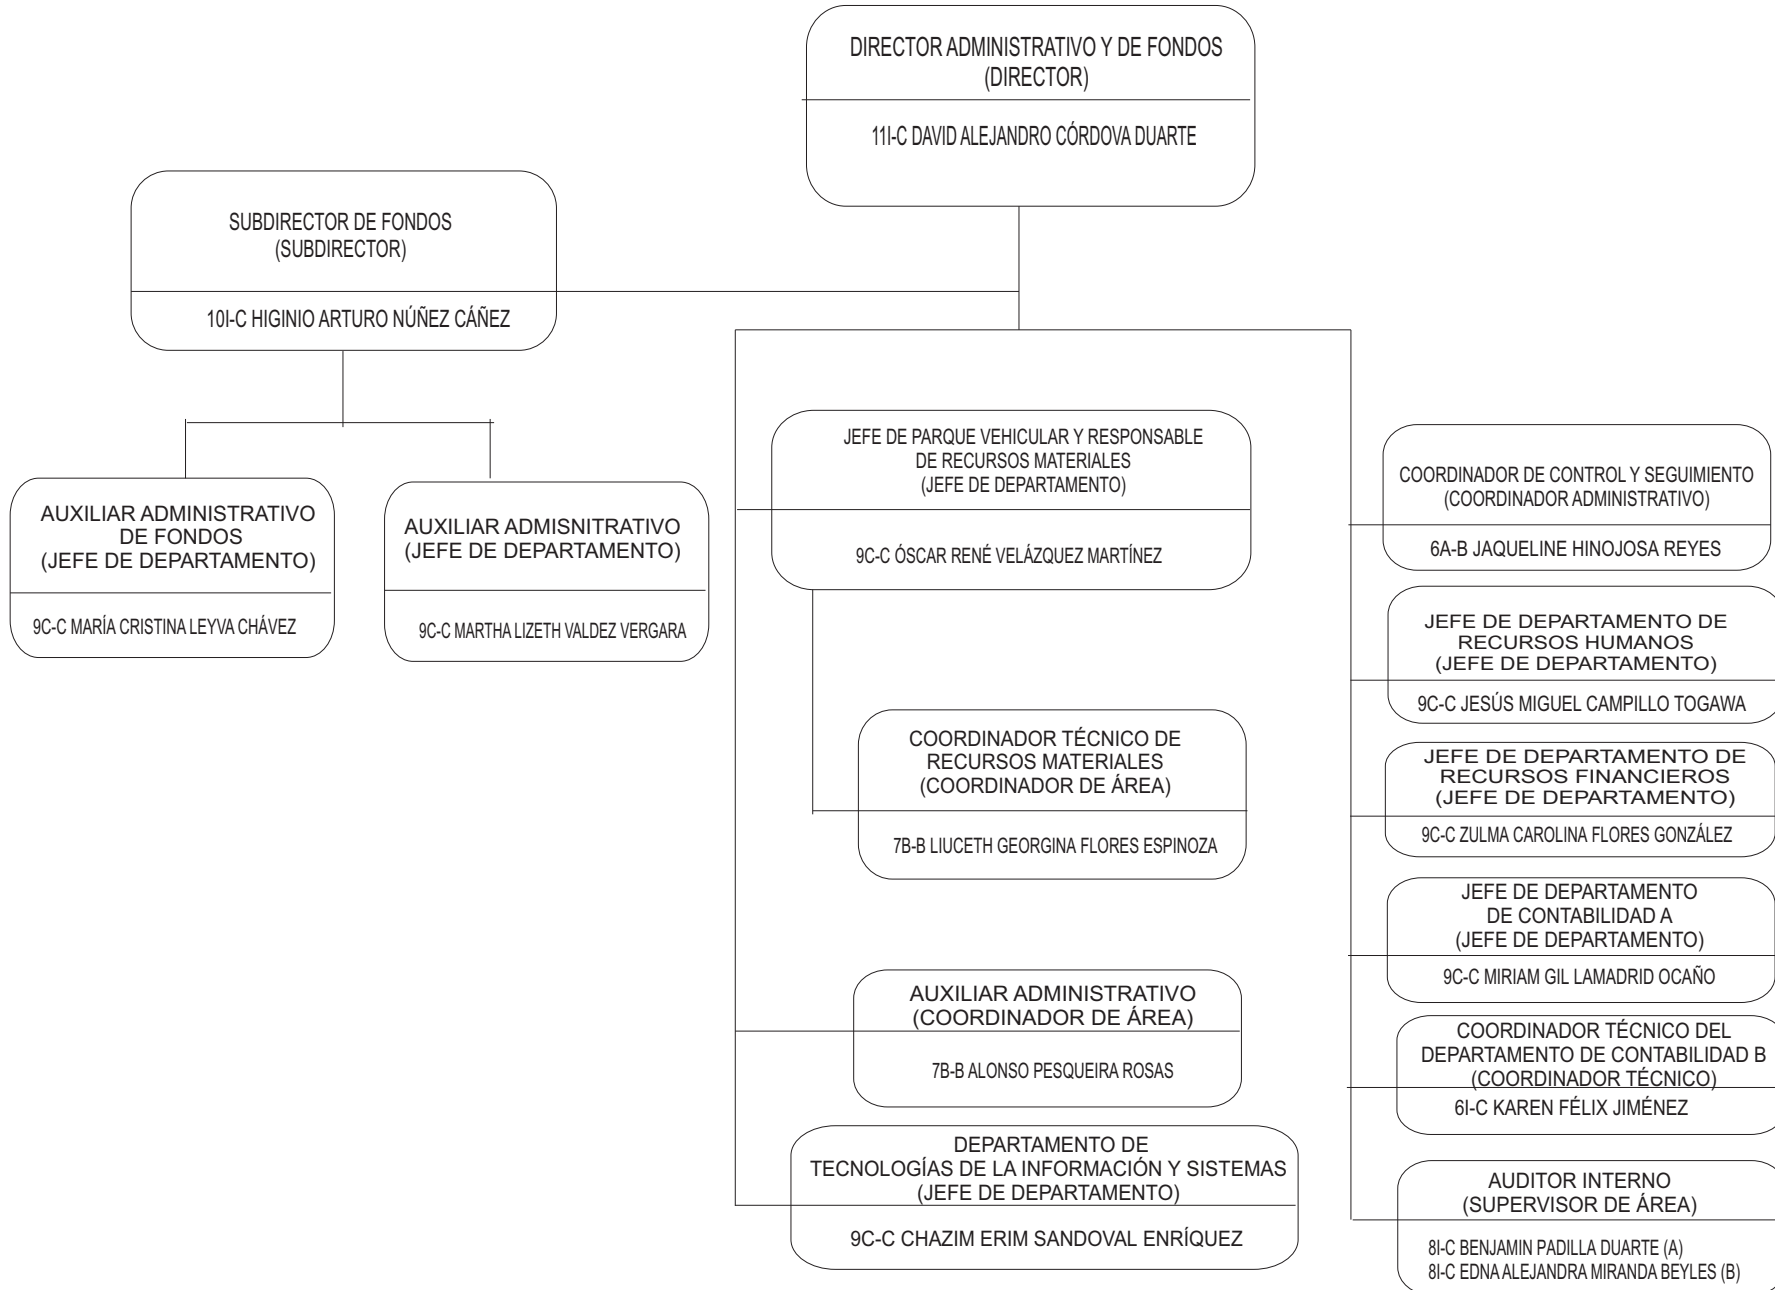 DIRECTOR ADMINISTRATIVO Y DE FONDOS
(DIRECTOR)
11I-C DAVID ALEJANDRO CÓRDOVA DUARTE
SUBDIRECTOR DE FONDOS
(SUBDIRECTOR)
10I-C HIGINIO ARTURO NÚÑEZ CÁÑEZ
AUXILIAR ADMINISTRATIVO
DE FONDOS
(JEFE DE DEPARTAMENTO)
9C-C MARÍA CRISTINA LEYVA CHÁVEZ
AUXILIAR ADMISNITRATIVO
(JEFE DE DEPARTAMENTO)
9C-C MARTHA LIZETH VALDEZ VERGARA
JEFE DE PARQUE VEHICULAR Y RESPONSABLE
DE RECURSOS MATERIALES
(JEFE DE DEPARTAMENTO)
9C-C ÓSCAR RENÉ VELÁZQUEZ MARTÍNEZ
COORDINADOR TÉCNICO DE
RECURSOS MATERIALES
(COORDINADOR DE ÁREA)
7B-B LIUCETH GEORGINA FLORES ESPINOZA
AUXILIAR ADMINISTRATIVO
(COORDINADOR DE ÁREA)
7B-B ALONSO PESQUEIRA ROSAS
DEPARTAMENTO DE
TECNOLOGÍAS DE LA INFORMACIÓN Y SISTEMAS
(JEFE DE DEPARTAMENTO)
9C-C CHAZIM ERIM SANDOVAL ENRÍQUEZ
COORDINADOR DE CONTROL Y SEGUIMIENTO
(COORDINADOR ADMINISTRATIVO)
6A-B JAQUELINE HINOJOSA REYES
JEFE DE DEPARTAMENTO DE
RECURSOS HUMANOS
(JEFE DE DEPARTAMENTO)
9C-C JESÚS MIGUEL CAMPILLO TOGAWA
JEFE DE DEPARTAMENTO DE
RECURSOS FINANCIEROS
(JEFE DE DEPARTAMENTO)
9C-C ZULMA CAROLINA FLORES GONZÁLEZ
JEFE DE DEPARTAMENTO
DE CONTABILIDAD A
(JEFE DE DEPARTAMENTO)
9C-C MIRIAM GIL LAMADRID OCAÑO
COORDINADOR TÉCNICO DEL
DEPARTAMENTO DE CONTABILIDAD B
(COORDINADOR TÉCNICO)
6I-C KAREN FÉLIX JIMÉNEZ
AUDITOR INTERNO
(SUPERVISOR DE ÁREA)
8I-C BENJAMIN PADILLA DUARTE (A)
8I-C EDNA ALEJANDRA MIRANDA BEYLES (B)